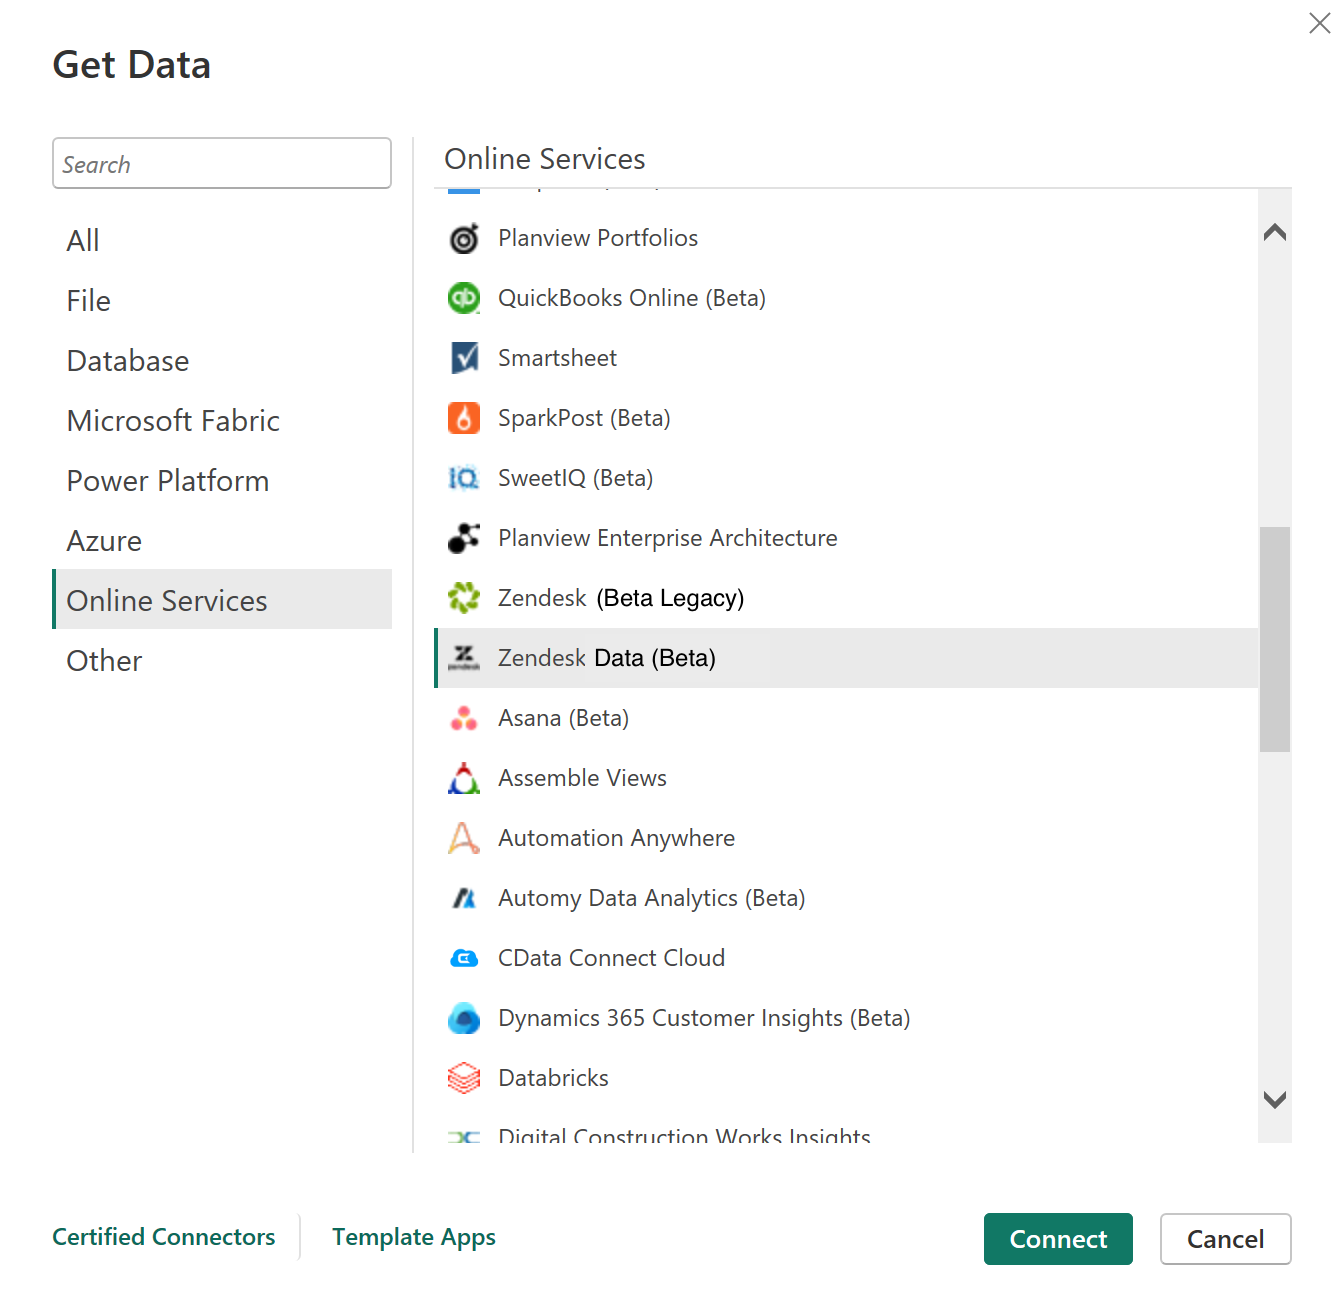 Get Data
Search
All
File
Database
Microsoft Fabric
Power Platform
Azure
Online Services
Other
Online Services
Planview Portfolios
QuickBooks Online (Beta)
Smartsheet
SparkPost (Beta)
SweetIQ (Beta)
Planview Enterprise Architecture
Zendesk (Beta Legacy)
Zendesk Data (Beta)
Asana (Beta)
Assemble Views
Automation Anywhere
Automy Data Analytics (Beta)
CData Connect Cloud
Dynamics 365 Customer Insights (Beta)
Databricks
Digital Construction Works Insights
Certified Connectors
Template Apps
Connect
Cancel